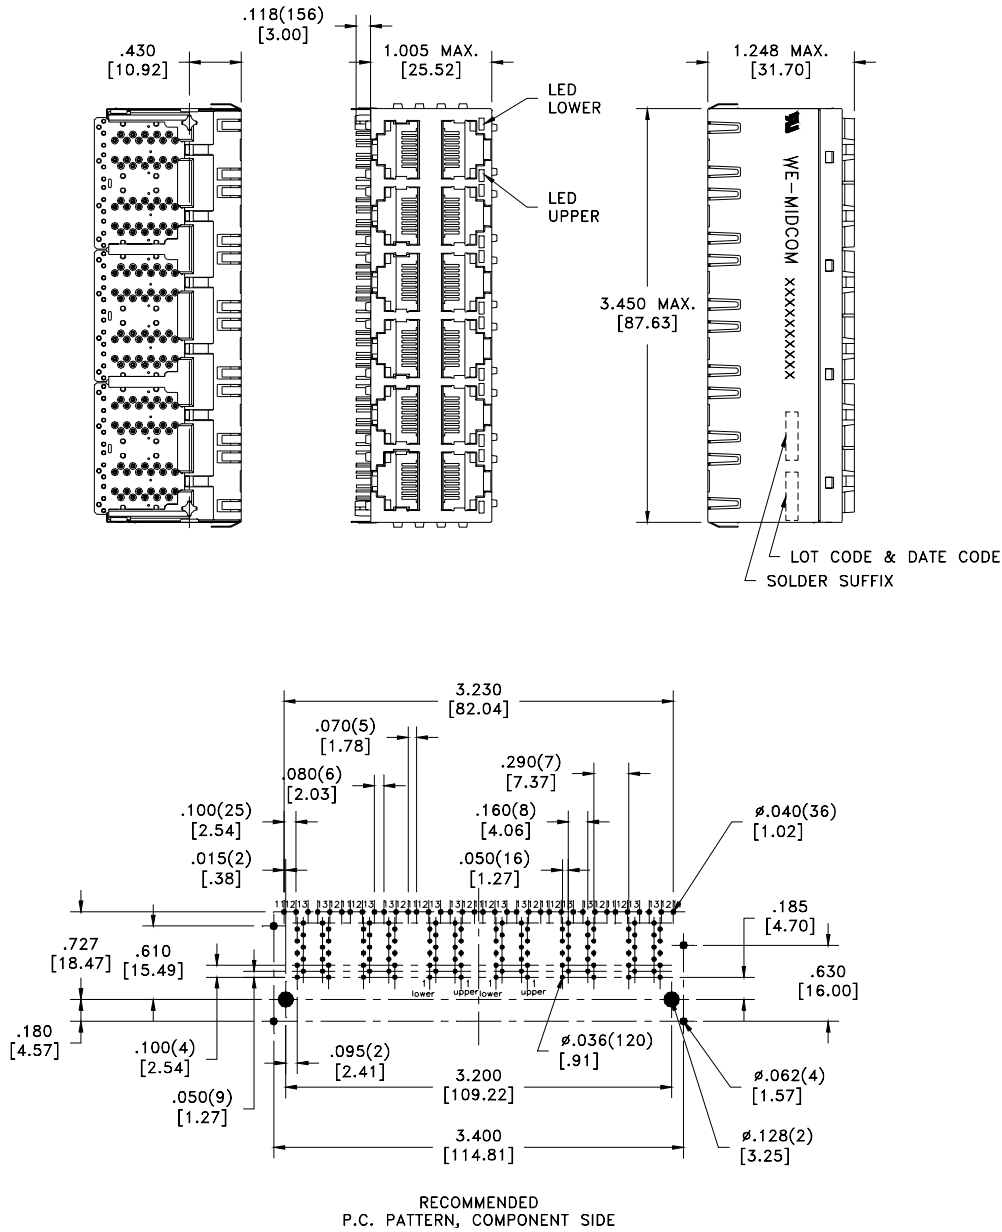 .118(156)
[3.00]
.430
[10.92]
1.005 MAX.
[25.52]
1.248 MAX.
[31.70]
LED
LOWER
LED
UPPER
3.450 MAX.
[87.63]
WE-MIDCOM XXXXXXXXXX
LOT CODE & DATE CODE
SOLDER SUFFIX
3.230
[82.04]
.070(5)
[1.78]
.080(6)
[2.03]
.290(7)
[7.37]
.100(25)
[2.54]
.160(8)
[4.06]
ø.040(36)
[1.02]
.015(2)
[.38]
.050(16)
[1.27]
.185
[4.70]
.727
[18.47]
.610
[15.49]
.630
[16.00]
1 lower
1 upper
1 lower
1 upper
.180
[4.57]
.100(4)
[2.54]
.095(2)
[2.41]
ø.036(120)
[.91]
.050(9)
[1.27]
3.200
[109.22]
ø.062(4)
[1.57]
3.400
[114.81]
ø.128(2)
[3.25]
RECOMMENDED
P.C. PATTERN, COMPONENT SIDE